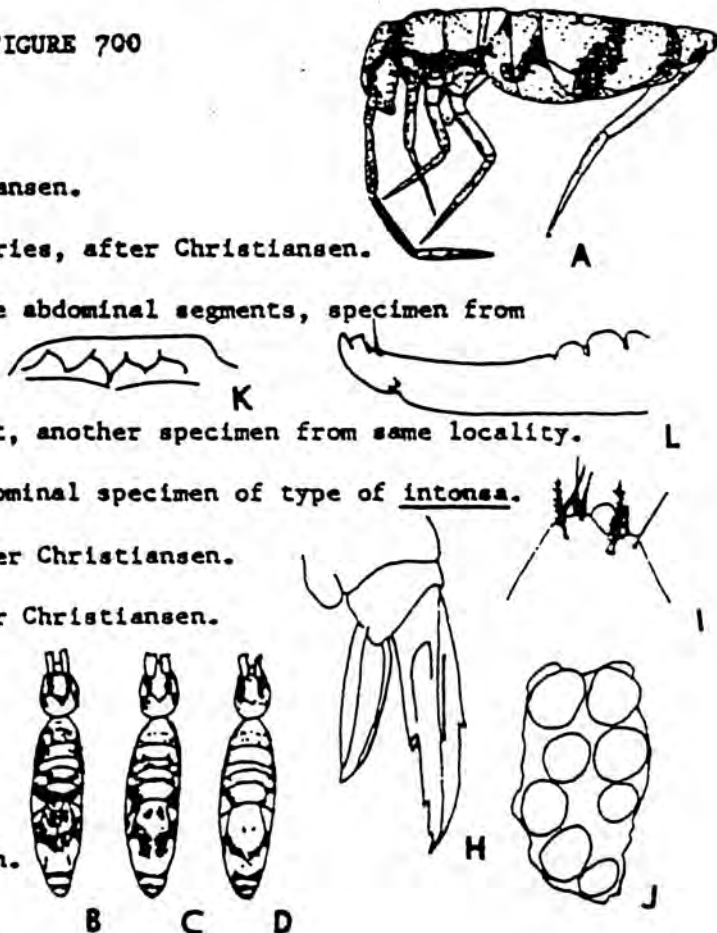 FIGURE 700
ansen.
A
ries, after Christiansen.
e abdominal segments, specimen from
K
L
t, another specimen from same locality.
ominal specimen of type of intonsa.
er Christiansen.
I
r Christiansen.
H
n.
J
B C D